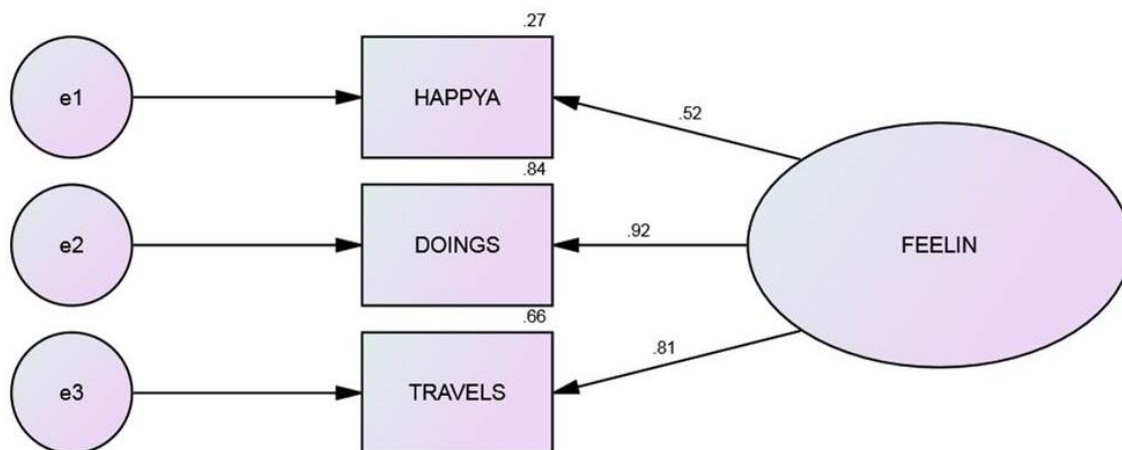 .27
e1
HAPPYA
.52
.84
e2
DOINGS
.92
FEELIN
.66
e3
TRAVELS
.81